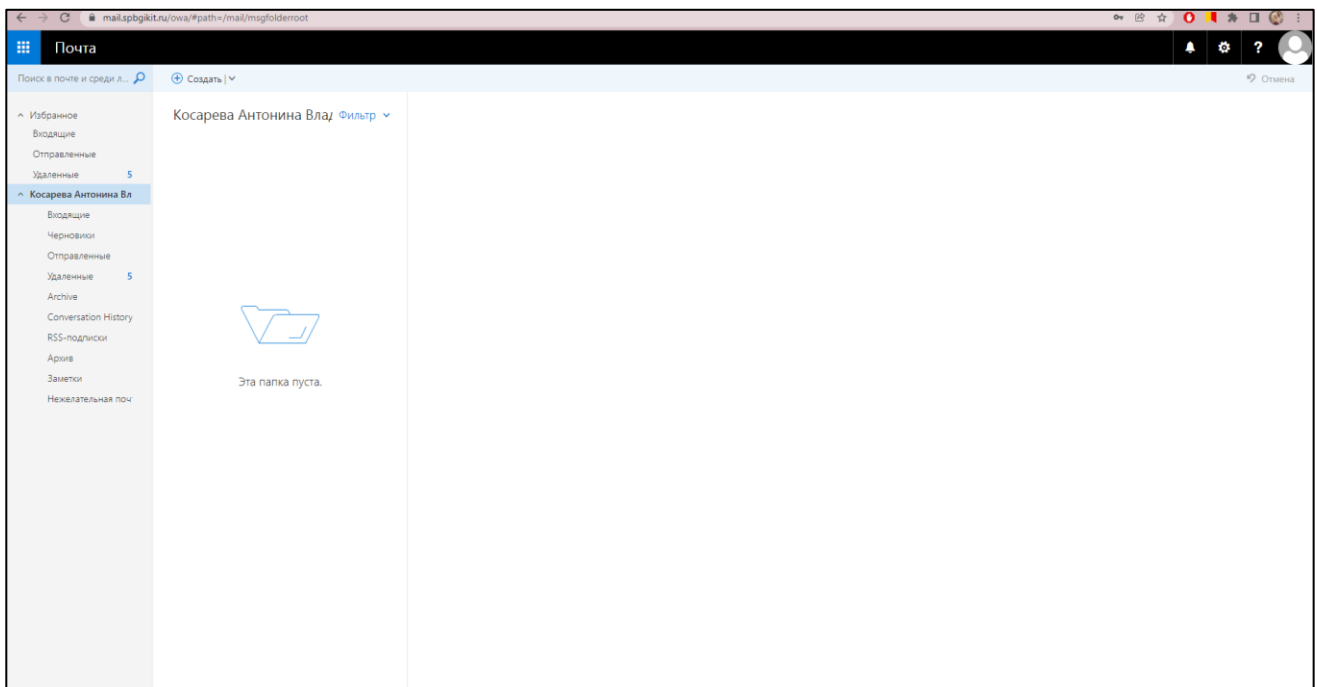 mail.spbgikit.ru/owa/#path=/mail/msgfolderroot
Почта
?
Поиск в почте и среди л...
Создать
Отмена
Избранное
Входящие
Отправленные
Удаленные 5
Косарева Антонина Вл
Входящие
Черновики
Отправленные
Удаленные 5
Archive
Conversation History
RSS-подписки
Архив
Заметки
Нежелательная поч
Косарева Антонина Влад
Фильтр
Эта папка пуста.